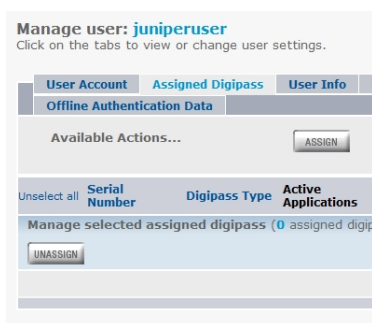 Manage user: juniperuser
Click on the tabs to view or change user settings.
User Account Assigned Digipass User Info
Offline Authentication Data
Available Actions... ASSIGN
Unselect all Serial Number Digipass Type Active Applications
Manage selected assigned digipass (0 assigned
UNASSIGN